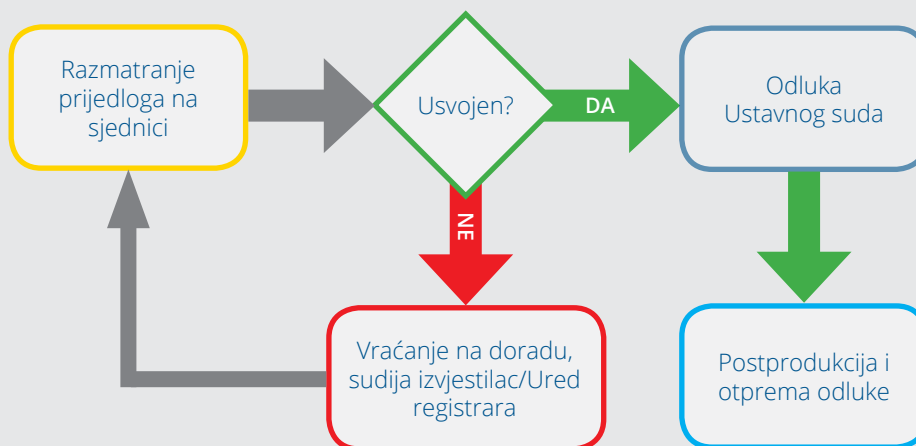 Razmatranje
prijedloga na
sjednici
Usvojen?
DA
Odluka
Ustavnog suda
NE
Vraćanje na doradu,
sudija izvjestilac/Ured
registrara
Postprodukcija i
otprema odluke